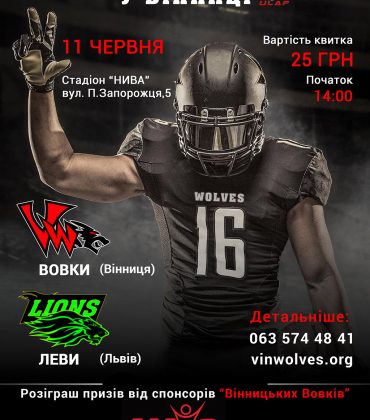 У ВІННИЦІ
11 ЧЕРВНЯ
Стадіон "НИВА"
вул. П.Запорожця,5
Вартість квитка
25 ГРН
Початок
14:00
WOLVES
16
ВОВКИ (Вінниця)
LIONS
ЛЕВИ (Львів)
Детальніше:
063 574 48 41
vinwolves.org
Розіграш призів від спонсорів "Вінницьких Вовків"